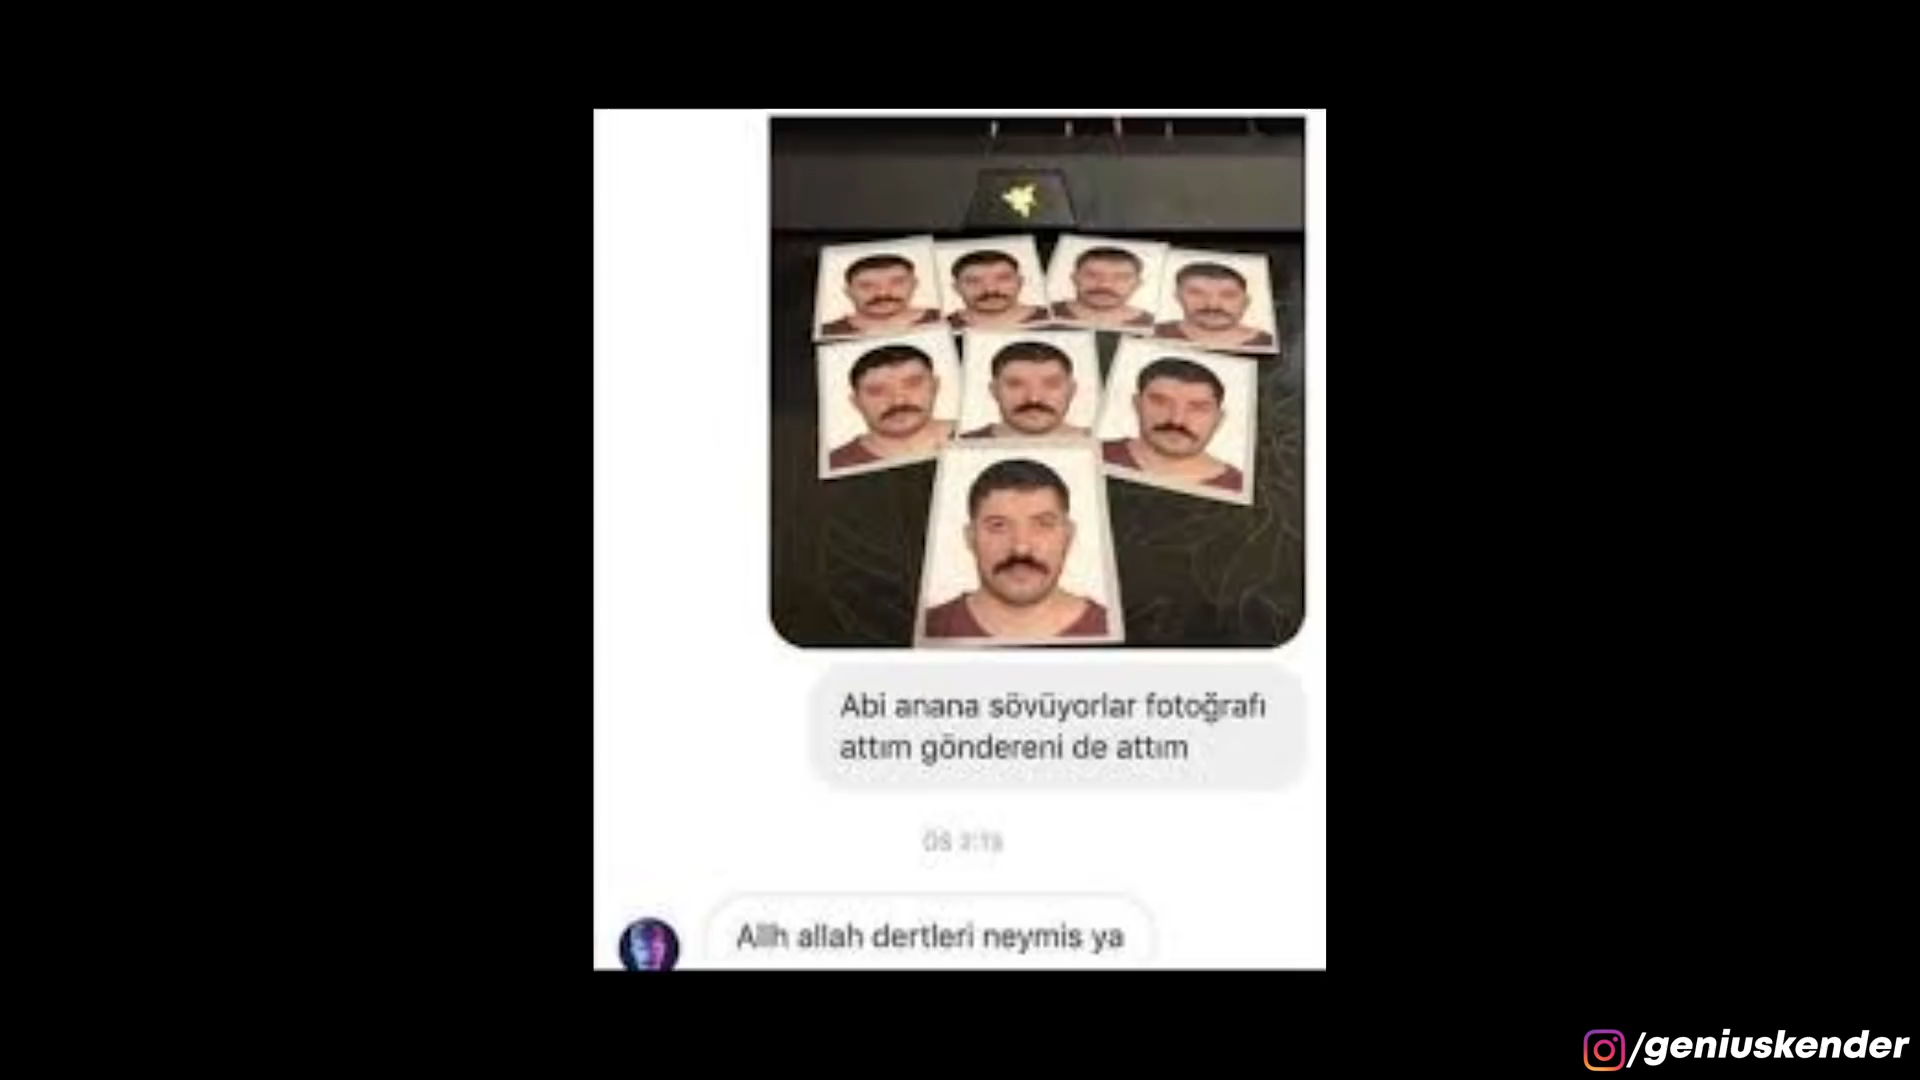 Abi anana sövüyorlar fotoğrafı
attım göndereni de attım
Allh allah dertleri neymis ya
/geniuskender